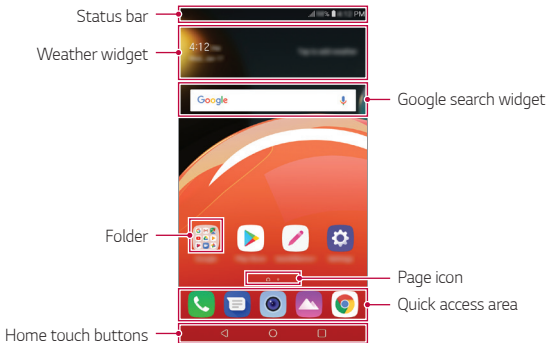 Status bar
Weather widget
4:12
Google
Google search widget
Folder
Page icon
Quick access area
Home touch buttons